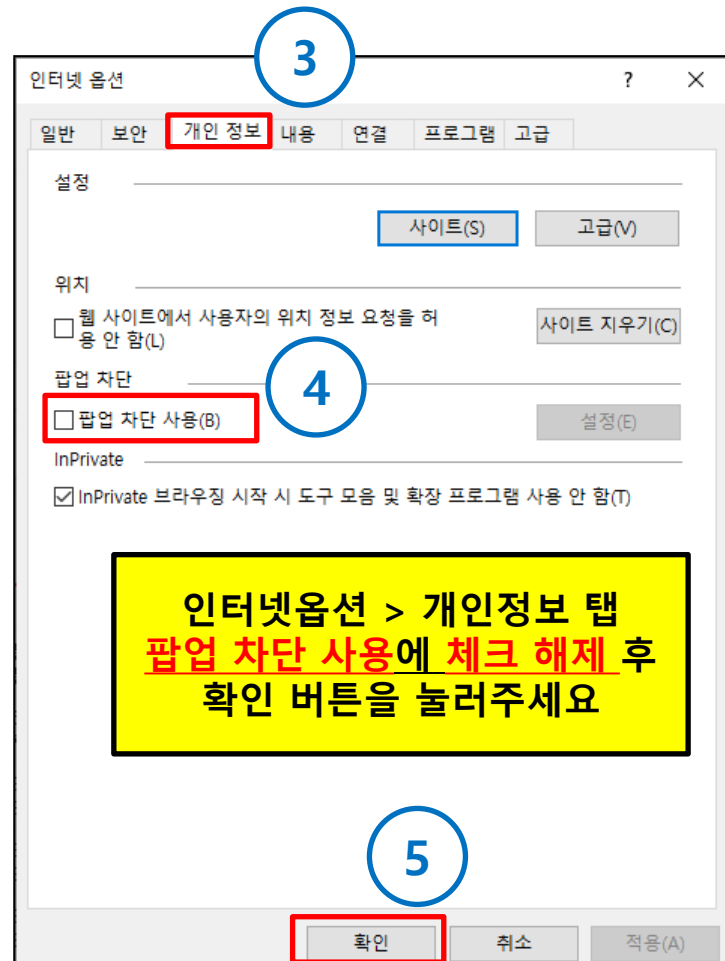 3
인터넷 옵션 ? ×
일반 보안 개인 정보 내용 연결 프로그램 고급
설정
사이트(S) 고급(V)
위치
웹 사이트에서 사용자의 위치 정보 요청을 허
용 안 함(L)
사이트 지우기(C)
팝업 차단
4
팝업 차단 사용(B) 설정(E)
InPrivate
InPrivate 브라우징 시작 시 도구 모음 및 확장 프로그램 사용 안 함(T)
인터넷옵션 > 개인정보 탭
팝업 차단 사용에 체크 해제 후
확인 버튼을 눌러주세요
5
확인 취소 적용(A)